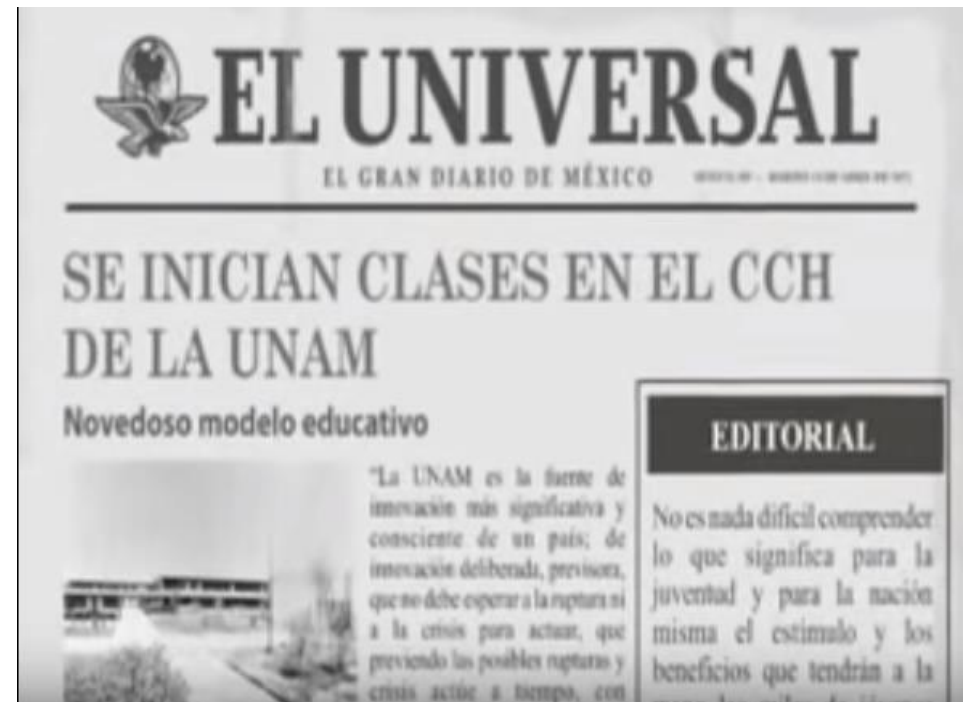 EL UNIVERSAL
EL GRAN DIARIO DE MÉXICO
SE INICIAN CLASES EN EL CCH
DE LA UNAM
Novedoso modelo educativo
"La UNAM es la fuente de
innovación más significativa y
consciente de un país; de
innovación deliberada, previsora,
que no debe esperar a la ruptura ni
a la crisis para actuar, que
previendo las posibles rupturas y
crisis actúe a tiempo, con
EDITORIAL
No es nada dificil comprender
lo que significa para la
juventud y para la nación
misma el estimulo y los
beneficios que tendrán a la